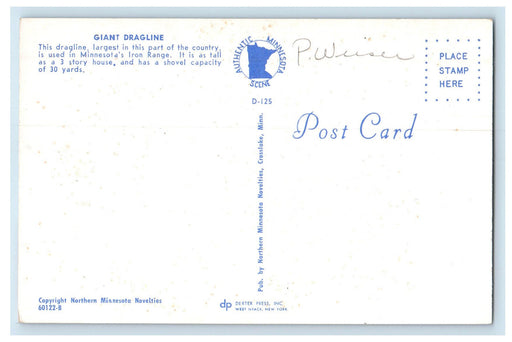 GIANT DRAGLINE
This dragline, largest in this part of the country,
is used in Minnesota's Iron Range. It is as tall
as a 3 story house, and has a shovel capacity
of 30 yards.
AUTHENTIC MINNESOTA
SCENE
D-125
P. Weiser
PLACE
STAMP
HERE
Post Card
Pub. by Northern Minnesota Novelties, Crosslake, Minn.
Copyright Northern Minnesota Novelties
60122-B
dp DEXTER PRESS, INC.
WEST NYACK, NEW YORK